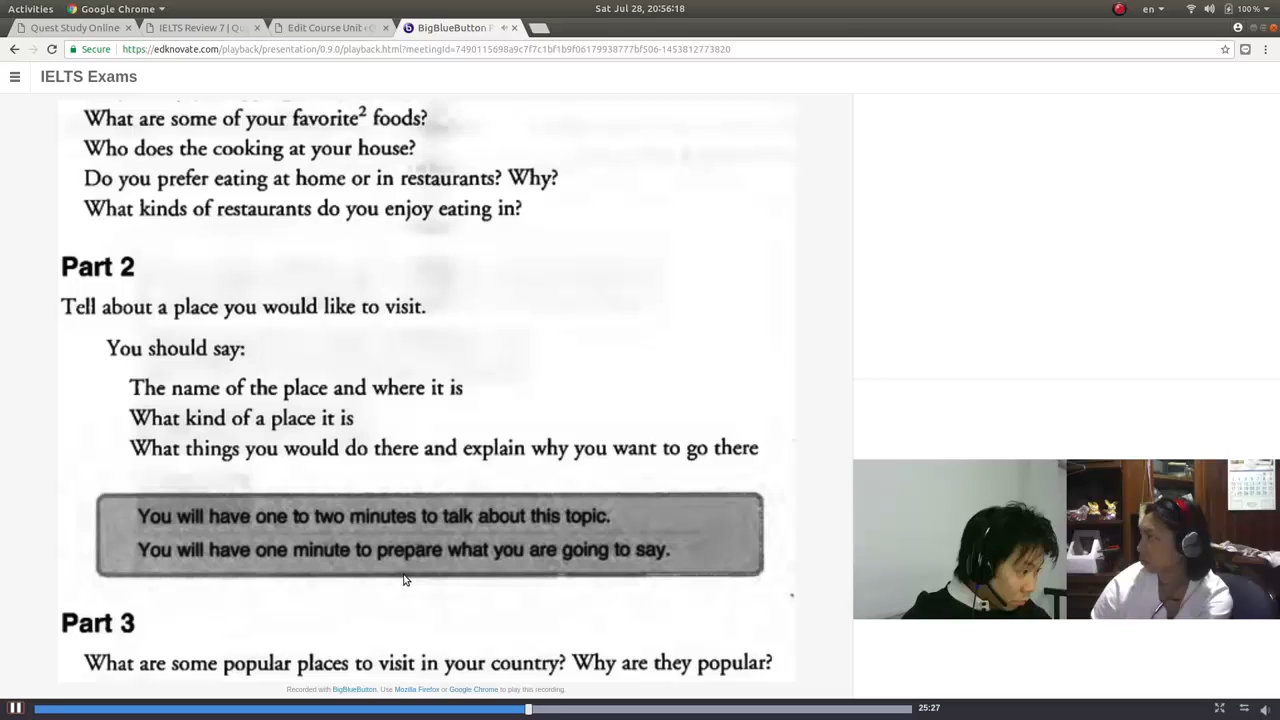 Activities
Google Chrome
Sat Jul 28, 20:56:18
en
100 %
Quest Study Online
IELTS Review 7 | Qu
Edit Course Unit
BigBlueButton
Secure
https://edknovate.com/playback/presentation/0.9.0/playback.html?meetingId=7490115698a9c7f7c1bf1b9f06179938777bf506-1453812773820
IELTS Exams
What are some of your favorite² foods?
Who does the cooking at your house?
Do you prefer eating at home or in restaurants? Why?
What kinds of restaurants do you enjoy eating in?
Part 2
Tell about a place you would like to visit.
You should say:
The name of the place and where it is
What kind of a place it is
What things you would do there and explain why you want to go there
You will have one to two minutes to talk about this topic.
You will have one minute to prepare what you are going to say.
Part 3
What are some popular places to visit in your country? Why are they popular?
Recorded with BigBlueButton. Use Mozilla Firefox or Google Chrome to play this recording.
25:27